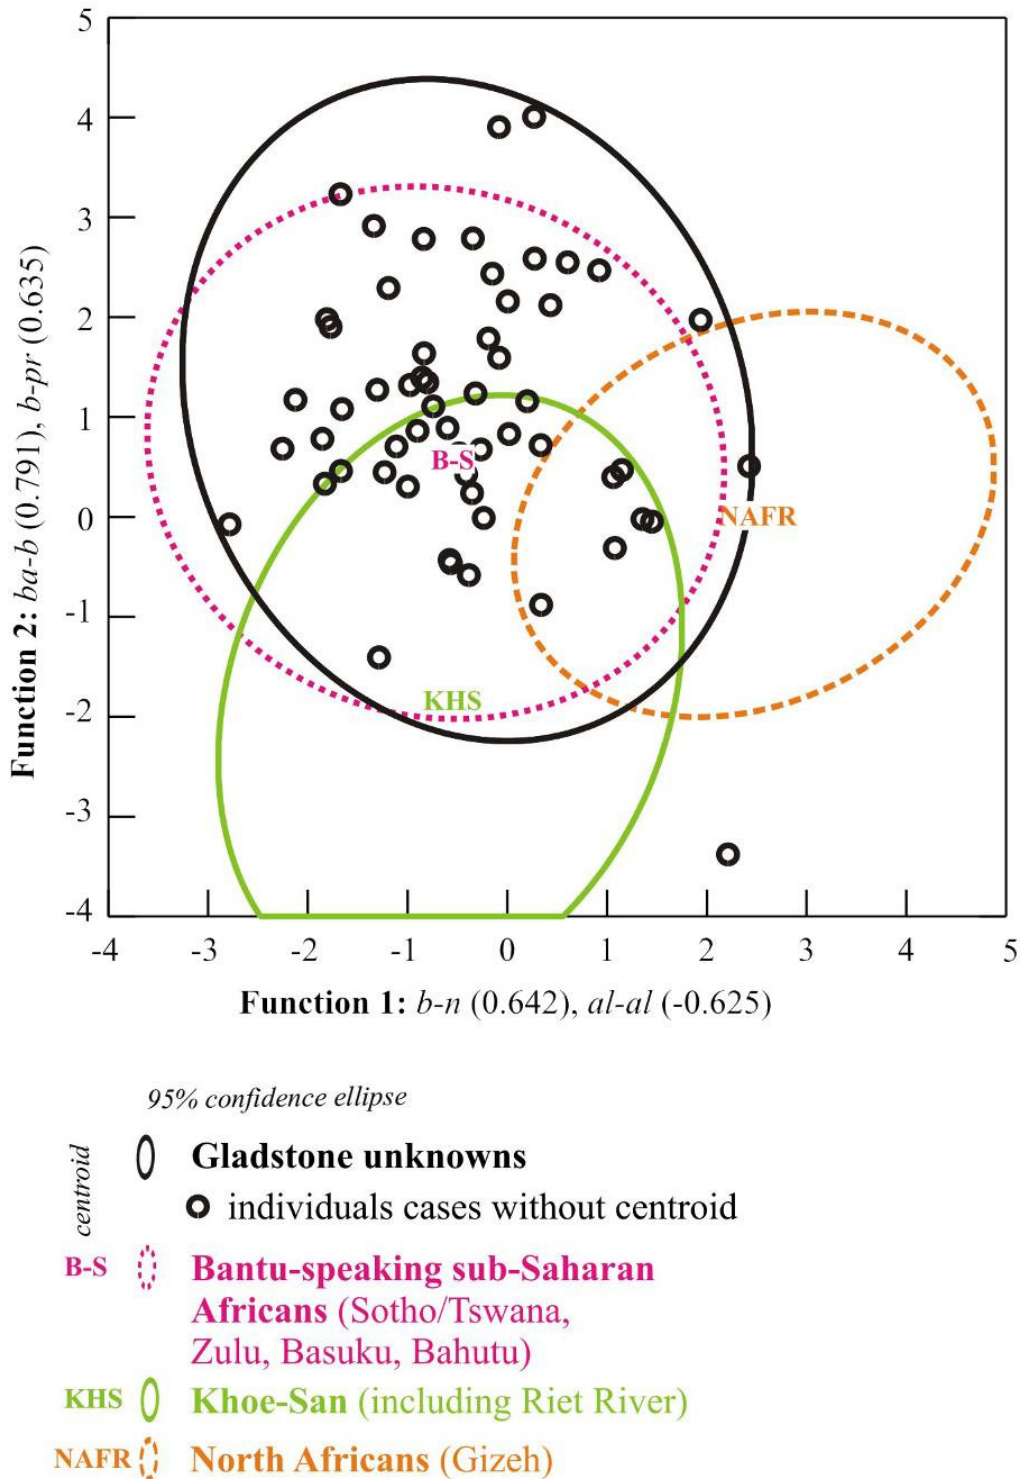 5
4
3
2
1
0
-1
-2
-3
-4
Function 2: ba-b (0.791), b-pr (0.635)
B-S
NAFR
KHS
-4 -3 -2 -1 0 1 2 3 4 5
Function 1: b-n (0.642), al-al (-0.625)
95% confidence ellipse
centroid
Gladstone unknowns
individuals cases without centroid
B-S Bantu-speaking sub-Saharan
Africans (Sotho/Tswana,
Zulu, Basuku, Bahutu)
KHS Khoe-San (including Riet River)
NAFR North Africans (Gizeh)